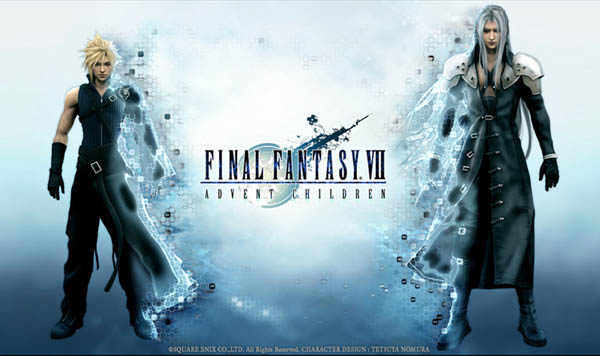 FINAL FANTASY.VII
ADVENT CHILDREN
©SQUARE ENIX CO.,LTD. All Rights Reserved. CHARACTER DESIGN : TETSUYA NOMURA